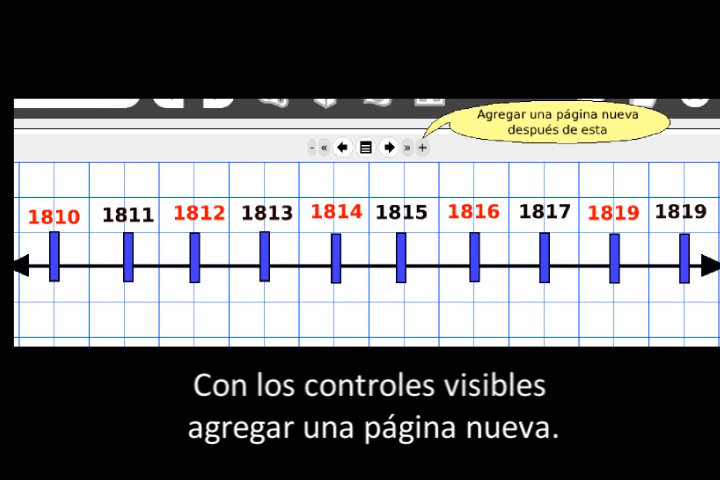 Agregar una página nueva
después de esta
- « » +
1810 1811 1812 1813 1814 1815 1816 1817 1819 1819
Con los controles visibles
agregar una página nueva.